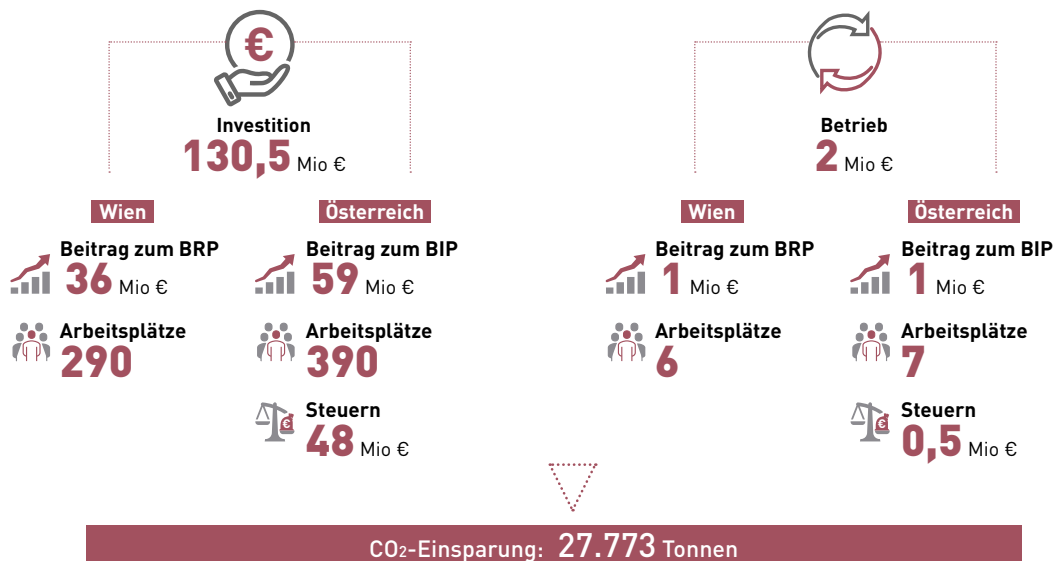 €
Investition
130,5 Mio €
Wien
Beitrag zum BRP
36 Mio €
Arbeitsplätze
290
Österreich
Beitrag zum BIP
59 Mio €
Arbeitsplätze
390
€
Steuern
48 Mio €
Betrieb
2 Mio €
Wien
Beitrag zum BRP
1 Mio €
Arbeitsplätze
6
Österreich
Beitrag zum BIP
1 Mio €
Arbeitsplätze
7
€
Steuern
0,5 Mio €
CO2-Einsparung: 27.773 Tonnen